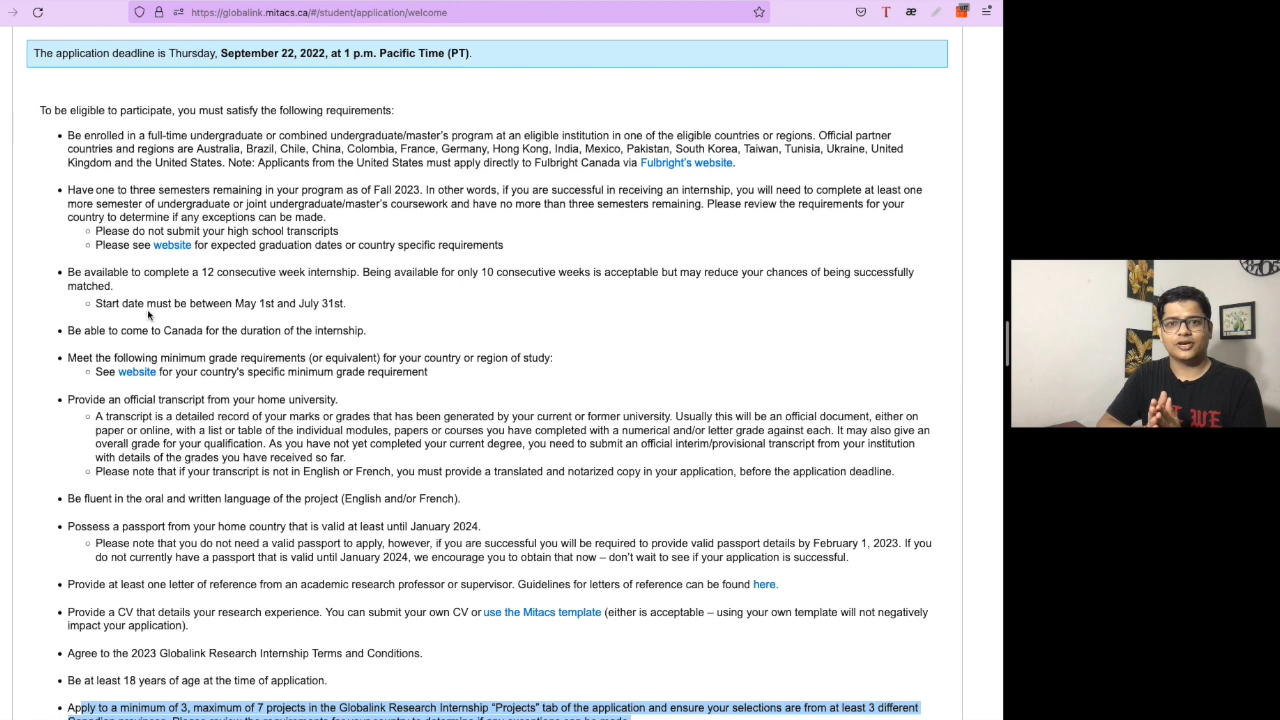 https://globalink.mitacs.ca/#/student/application/welcome
The application deadline is Thursday, September 22, 2022, at 1 p.m. Pacific Time (PT).
To be eligible to participate, you must satisfy the following requirements:
• Be enrolled in a full-time undergraduate or combined undergraduate/master's program at an eligible institution in one of the eligible countries or regions. Official partner
countries and regions are Australia, Brazil, Chile, China, Colombia, France, Germany, Hong Kong, India, Mexico, Pakistan, South Korea, Taiwan, Tunisia, Ukraine, United
Kingdom and the United States. Note: Applicants from the United States must apply directly to Fulbright Canada via Fulbright's website.
• Have one to three semesters remaining in your program as of Fall 2023. In other words, if you are successful in receiving an internship, you will need to complete at least one
more semester of undergraduate or joint undergraduate/master's coursework and have no more than three semesters remaining. Please review the requirements for your
country to determine if any exceptions can be made.
◦ Please do not submit your high school transcripts
◦ Please see website for expected graduation dates or country specific requirements
• Be available to complete a 12 consecutive week internship. Being available for only 10 consecutive weeks is acceptable but may reduce your chances of being successfully
matched.
◦ Start date must be between May 1st and July 31st.
• Be able to come to Canada for the duration of the internship.
• Meet the following minimum grade requirements (or equivalent) for your country or region of study:
◦ See website for your country's specific minimum grade requirement
• Provide an official transcript from your home university.
◦ A transcript is a detailed record of your marks or grades that has been generated by your current or former university. Usually this will be an official document, either on
paper or online, with a list or table of the individual modules, papers or courses you have completed with a numerical and/or letter grade against each. It may also give an
overall grade for your qualification. As you have not yet completed your current degree, you need to submit an official interim/provisional transcript from your institution
with details of the grades you have received so far.
◦ Please note that if your transcript is not in English or French, you must provide a translated and notarized copy in your application, before the application deadline.
• Be fluent in the oral and written language of the project (English and/or French).
• Possess a passport from your home country that is valid at least until January 2024.
◦ Please note that you do not need a valid passport to apply, however, if you are successful you will be required to provide valid passport details by February 1, 2023. If you
do not currently have a passport that is valid until January 2024, we encourage you to obtain that now – don't wait to see if your application is successful.
• Provide at least one letter of reference from an academic research professor or supervisor. Guidelines for letters of reference can be found here.
• Provide a CV that details your research experience. You can submit your own CV or use the Mitacs template (either is acceptable – using your own template will not negatively
impact your application).
• Agree to the 2023 Globalink Research Internship Terms and Conditions.
• Be at least 18 years of age at the time of application.
• Apply to a minimum of 3, maximum of 7 projects in the Globalink Research Internship “Projects” tab of the application and ensure your selections are from at least 3 different
Canadian provinces. Please review the requirements for your country to determine if any exceptions can be made.